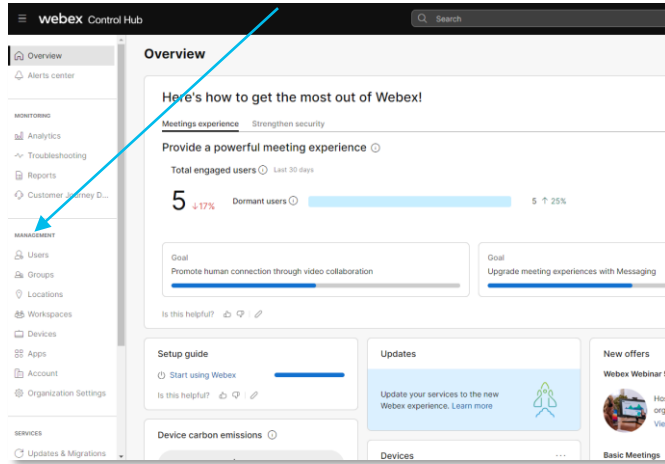 webex Control Hub
Search
Overview
Alerts center
MONITORING
Analytics
Troubleshooting
Reports
Customer Journey D...
MANAGEMENT
Users
Groups
Locations
Workspaces
Devices
Apps
Account
Organization Settings
SERVICES
Updates & Migrations
Overview
Here's how to get the most out of Webex!
Meetings experience Strengthen security
Provide a powerful meeting experience
Total engaged users Last 30 days
5 ↓17% Dormant users 5 ↑ 25%
Goal
Promote human connection through video collaboration
Goal
Upgrade meeting experiences with Messaging
Is this helpful?
Setup guide
Start using Webex
Is this helpful?
Updates
Update your services to the new
Webex experience. Learn more
New offers
Webex Webinar
Hos
org
Vie
Device carbon emissions
Devices ...
Basic Meetings